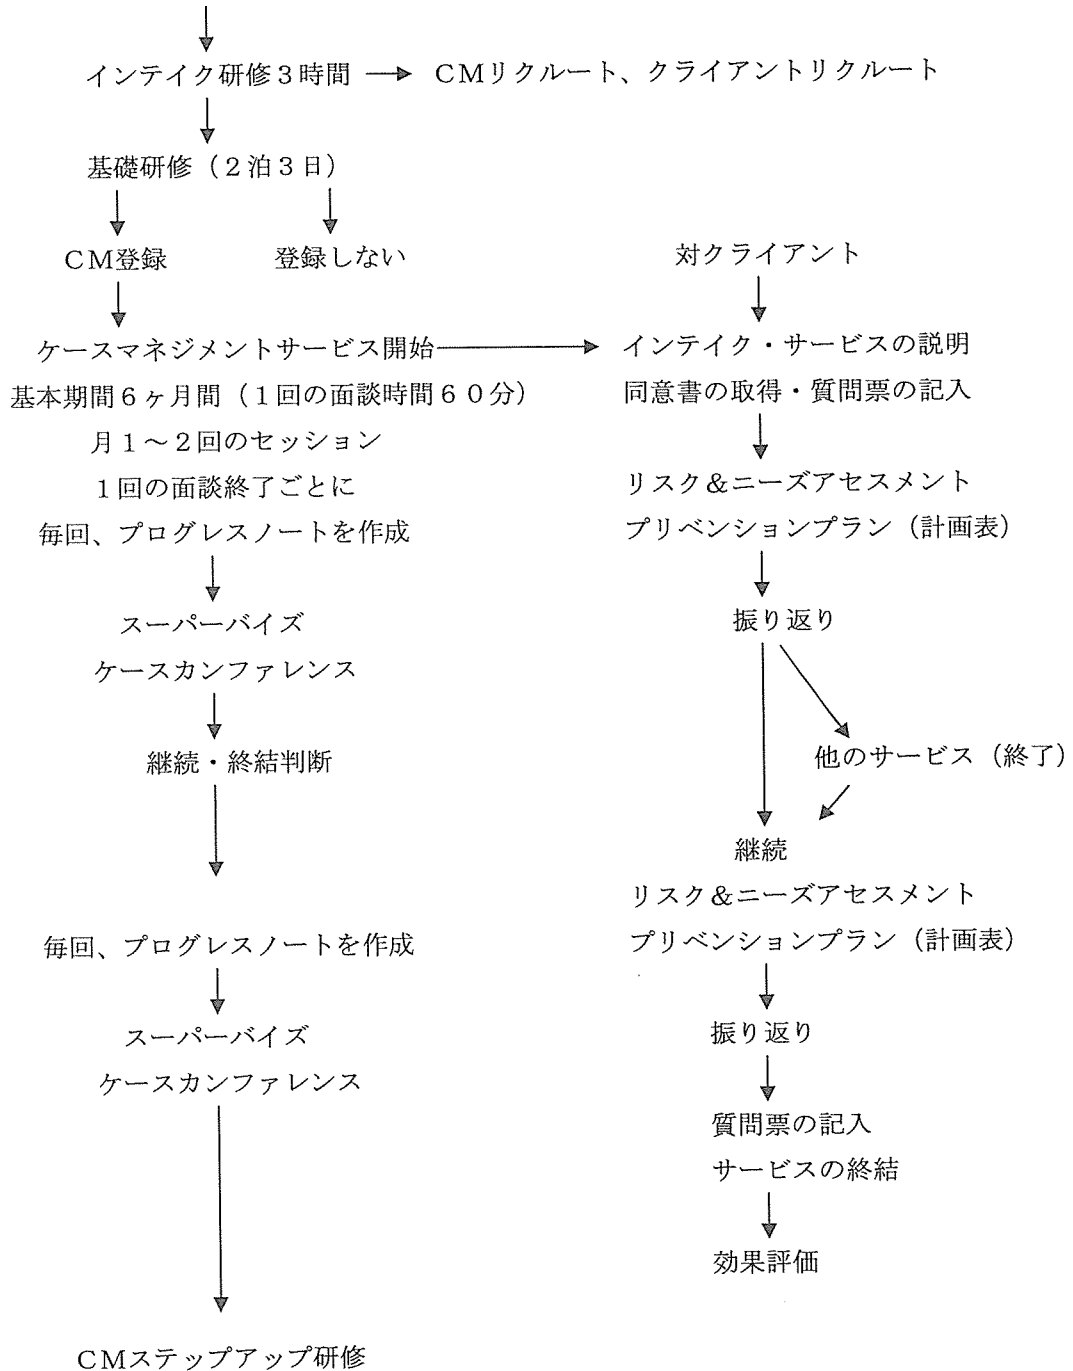 インテイク研修３時間
ＣＭリクルート、クライアントリクルート
基礎研修（２泊３日）
ＣＭ登録
登録しない
ケースマネジメントサービス開始
基本期間６ヶ月間（１回の面談時間６０分）
月１～２回のセッション
１回の面談終了ごとに
毎回、プログレスノートを作成
スーパーバイズ
ケースカンファレンス
継続・終結判断
毎回、プログレスノートを作成
スーパーバイズ
ケースカンファレンス
ＣＭステップアップ研修
対クライアント
インテイク・サービスの説明
同意書の取得・質問票の記入
リスク＆ニーズアセスメント
プリベンションプラン（計画表）
振り返り
他のサービス（終了）
継続
リスク＆ニーズアセスメント
プリベンションプラン（計画表）
振り返り
質問票の記入
サービスの終結
効果評価